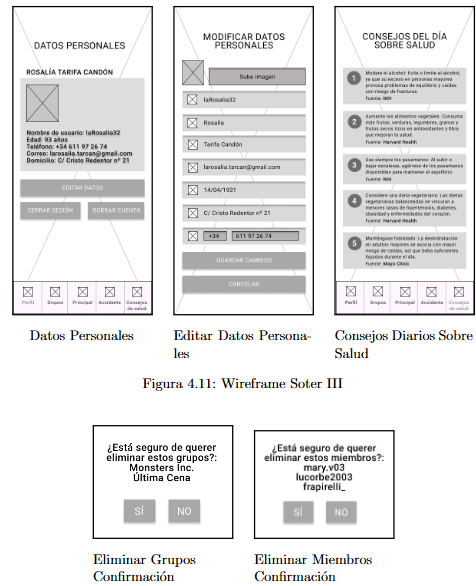 DATOS PERSONALES
ROSALÍA TARIFA CANDÓN
Nombre de usuario: laRosalia32
Edad: 93 años
Teléfono: +34 611 97 26 74
Correo: larosalia.tarcan@gmail.com
Domicilio: C/ Cristo Redentor nº 21
EDITAR DATOS
CERRAR SESIÓN
BORRAR CUENTA
Perfil
Grupos
Principal
Accidente
Consejos
de salud
MODIFICAR DATOS
PERSONALES
Sube imagen
laRosalia32
Rosalia
Tarifa Candón
larosalia.tarcan@gmail.com
14/04/1931
C/ Cristo Redentor nº 21
+34
611 97 26 74
GUARDAR CAMBIOS
CANCELAR
CONSEJOS DEL DÍA
SOBRE SALUD
1
Modera el alcohol: Evita o limite el alcohol,
ya que su exceso en personas mayores
provoca problemas de equilibrio y caídas
con riesgo de fracturas.
Fuente: NIH
2
Aumente los alimentos vegetales: Consuma
más frutas, verduras, legumbres, granos y
frutos secos ricos en antioxidantes y fibra
que mejoran la salud.
Fuente: Harvard Health
3
Use siempre los pasamanos: Al subir o
bajar escaleras, agárrese de los pasamanos
disponibles para mantener el equilibrio.
Fuente: NIH
4
Considere una dieta vegetariana: Las dietas
vegetarianas balanceadas se vinculan a
menores tasas de hipertensión, diabetes,
obesidad y enfermedades del corazón.
Fuente: Harvard Health
5
Manténgase hidratado: La deshidratación
en adultos mayores se asocia con mayor
riesgo de caídas, así que beba suficientes
líquidos durante el día.
Fuente: Mayo Clinic
Perfil
Grupos
Principal
Accidente
Consejos
de salud
Datos Personales
Editar Datos Persona-
les
Consejos Diarios Sobre
Salud
Figura 4.11: Wireframe Soter III
¿Está seguro de querer
eliminar estos grupos?:
Monsters Inc.
Última Cena
SÍ
NO
¿Está seguro de querer
eliminar estos miembros?:
mary.v03
lucorbe2003
frapirelli_
SÍ
NO
Eliminar Grupos
Confirmación
Eliminar Miembros
Confirmación